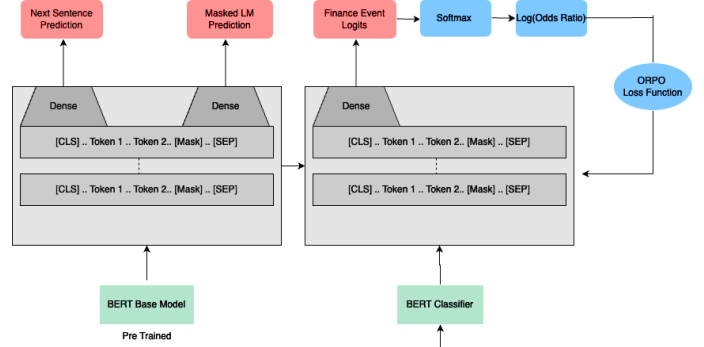 Next Sentence
Prediction
Masked LM
Prediction
Finance Event
Logits
Softmax
Log(Odds Ratio)
ORPO
Loss Function
Dense
Dense
Dense
[CLS] .. Token 1 .. Token 2.. [Mask] .. [SEP]
[CLS] .. Token 1 .. Token 2.. [Mask] .. [SEP]
[CLS] .. Token 1 .. Token 2.. [Mask] .. [SEP]
[CLS] .. Token 1 .. Token 2.. [Mask] .. [SEP]
BERT Base Model
BERT Classifier
Pre Trained